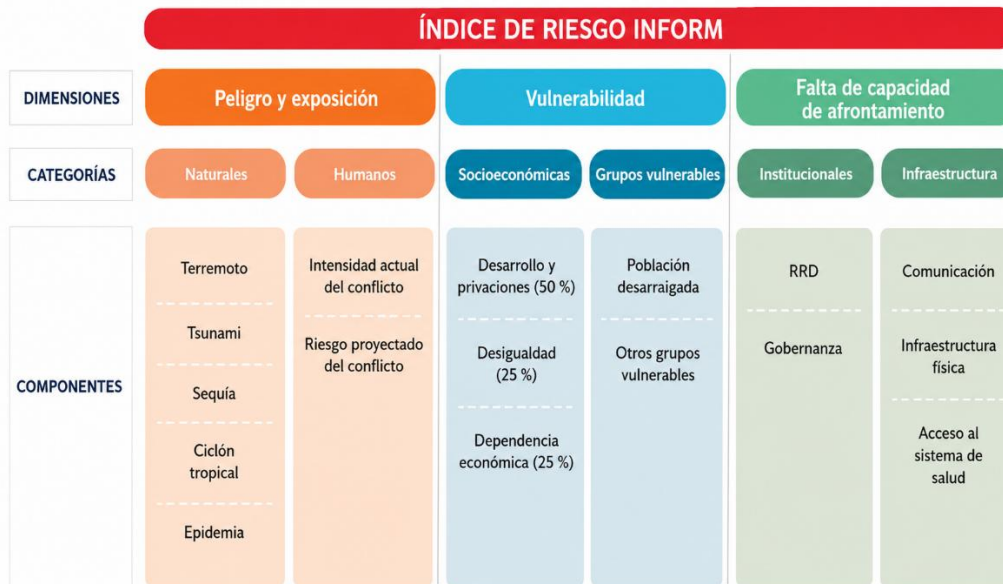 ÍNDICE DE RIESGO INFORM
DIMENSIONES
Peligro y exposición
Vulnerabilidad
Falta de capacidad
de afrontamiento
CATEGORÍAS
Naturales
Humanos
Socioeconómicas
Grupos vulnerables
Institucionales
Infraestructura
COMPONENTES
Terremoto
Tsunami
Sequía
Ciclón
tropical
Epidemia
Intensidad actual
del conflicto
Riesgo proyectado
del conflicto
Desarrollo y
privaciones (50 %)
Desigualdad
(25 %)
Dependencia
económica (25 %)
Población
desarraigada
Otros grupos
vulnerables
RRD
Gobernanza
Comunicación
Infraestructura
física
Acceso al
sistema de
salud